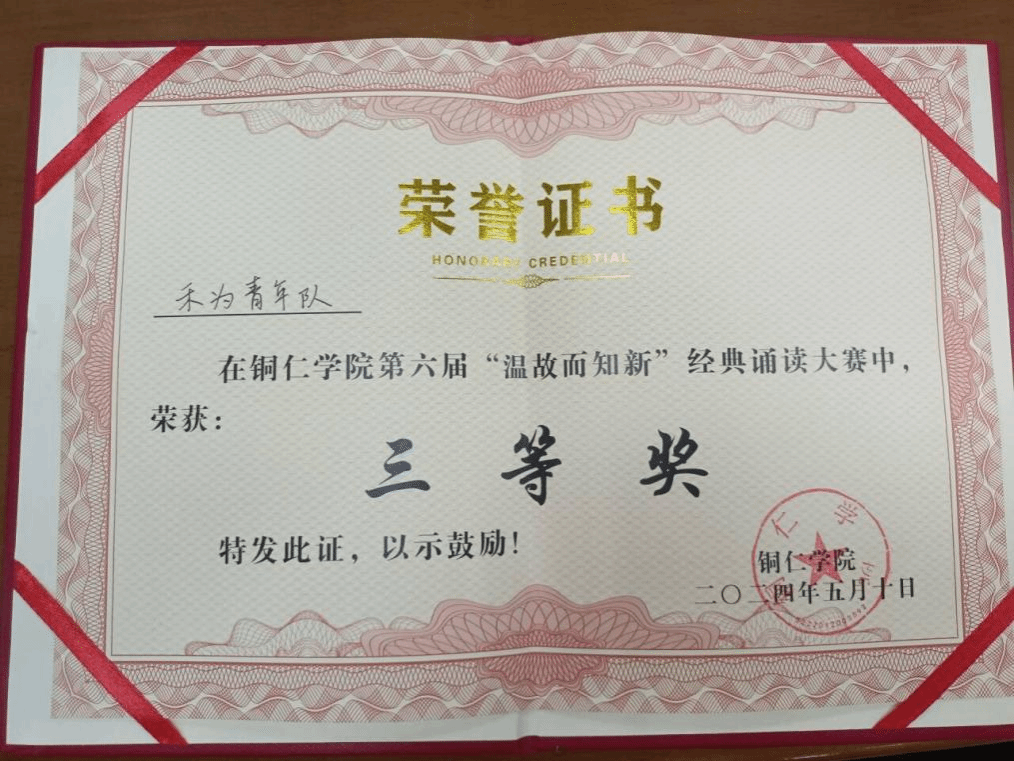 荣誉证书
HONORARY CREDENTIAL
禾为青年队
在铜仁学院第六届“温故而知新”经典诵读大赛中，
荣获：
三等奖
特发此证，以示鼓励！
铜仁学院
二〇二四年五月十日